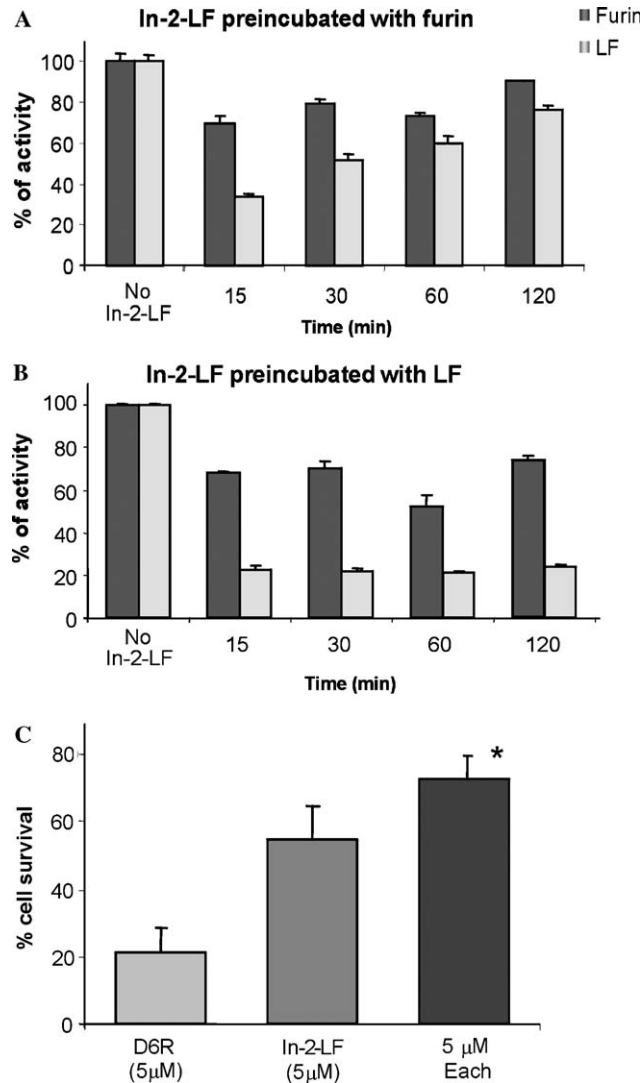 A In-2-LF preincubated with furin
Furin
LF
% of activity
100
80
60
40
20
0
No
In-2-LF
15 30 60 120
Time (min)
B In-2-LF preincubated with LF
% of activity
100
80
60
40
20
0
No
In-2-LF
15 30 60 120
Time (min)
C
% cell survival
80
60
40
20
0
*
D6R
(5μM)
In-2-LF
(5μM)
5 μM
Each